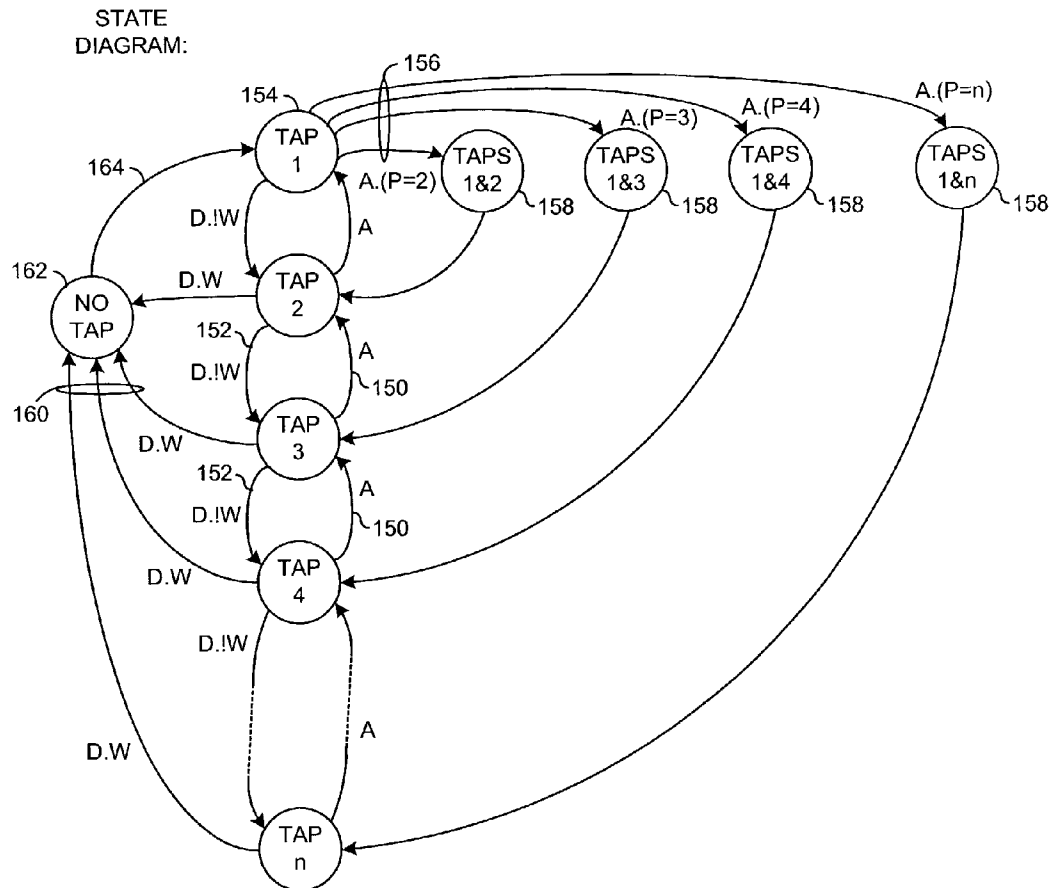 STATE
DIAGRAM:
156
154
TAP
1
A.(P=2)
TAPS
1&2
158
A.(P=3)
TAPS
1&3
158
A.(P=4)
TAPS
1&4
158
A.(P=n)
TAPS
1&n
158
164
D.!W
A
162
NO
TAP
D.W
TAP
2
152
D.!W
A
150
160
D.W
TAP
3
152
D.!W
A
150
D.W
TAP
4
D.!W
A
D.W
TAP
n